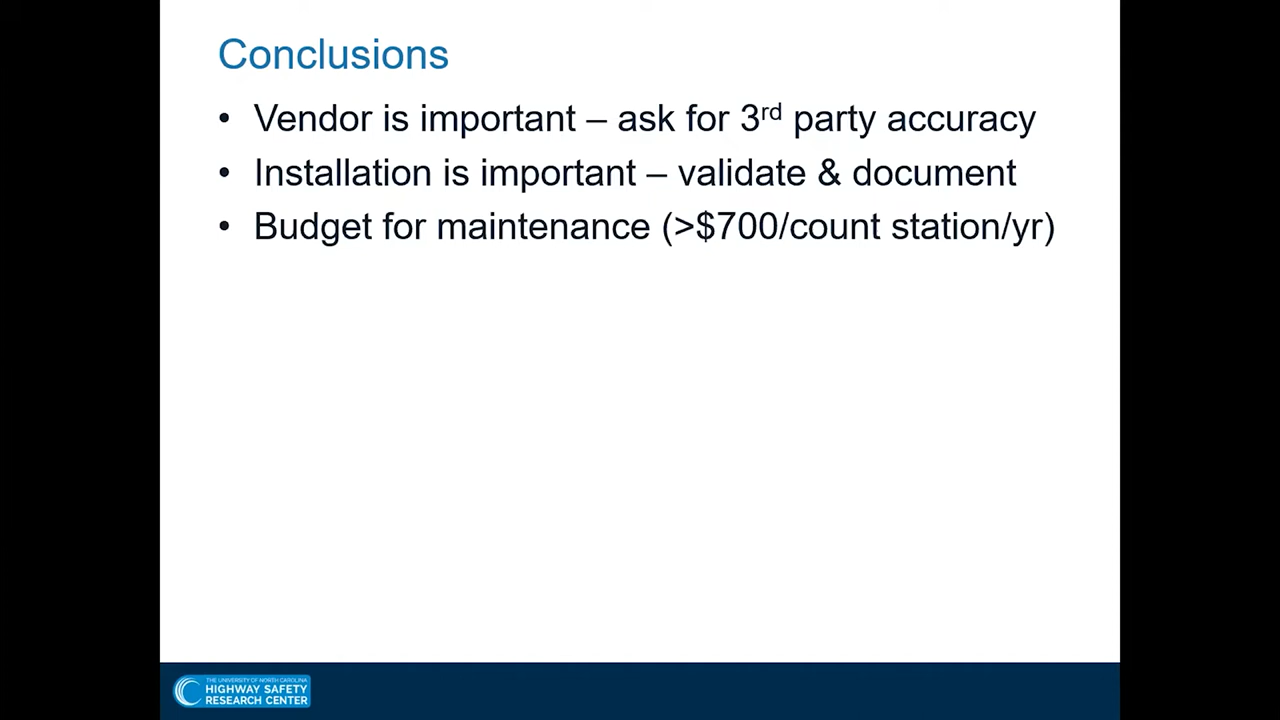 Conclusions
• Vendor is important – ask for 3rd party accuracy
• Installation is important – validate & document
• Budget for maintenance (>$700/count station/yr)
THE UNIVERSITY OF NORTH CAROLINA
HIGHWAY SAFETY
RESEARCH CENTER